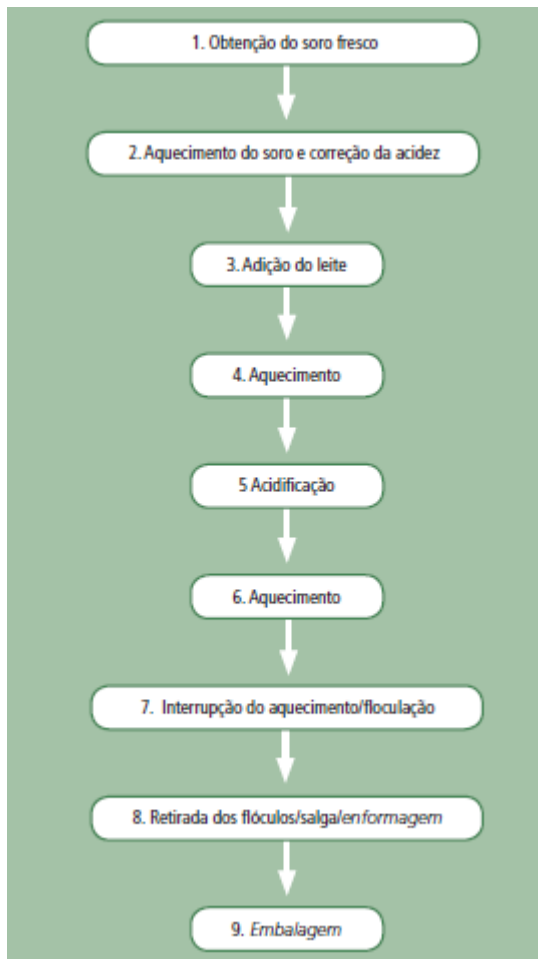 1. Obtenção do soro fresco
2. Aquecimento do soro e correção da acidez
3. Adição do leite
4. Aquecimento
5 Acidificação
6. Aquecimento
7. Interrupção do aquecimento/floculação
8. Retirada dos flóculos/salga/enformagem
9. Embalagem